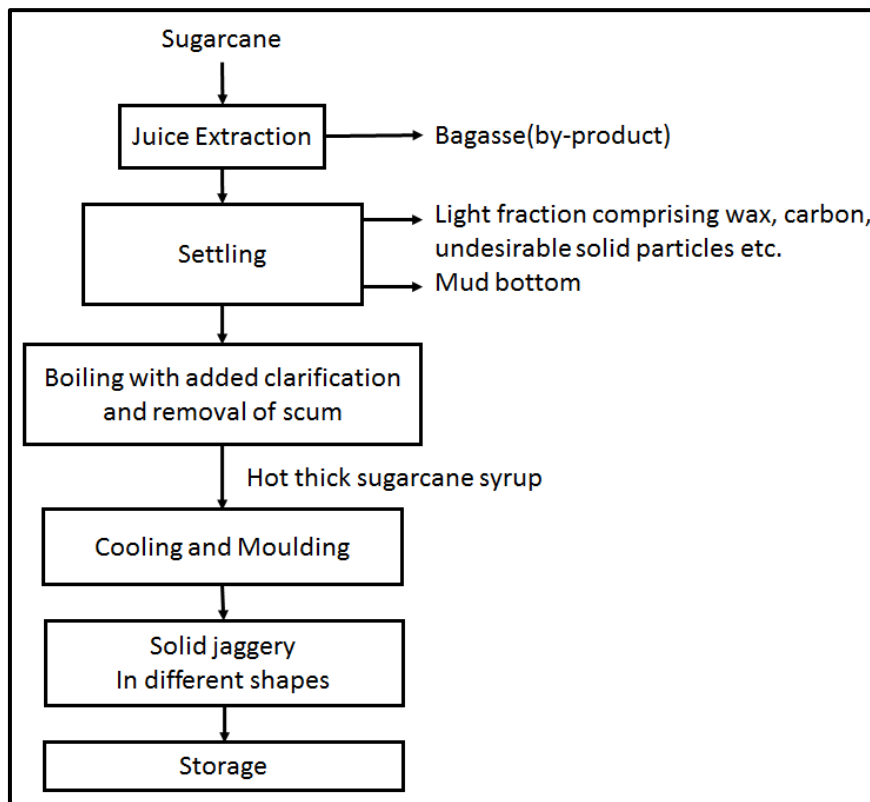 Sugarcane
Juice Extraction
Bagasse(by-product)
Settling
Light fraction comprising wax, carbon,
undesirable solid particles etc.
Mud bottom
Boiling with added clarification
and removal of scum
Hot thick sugarcane syrup
Cooling and Moulding
Solid jaggery
In different shapes
Storage